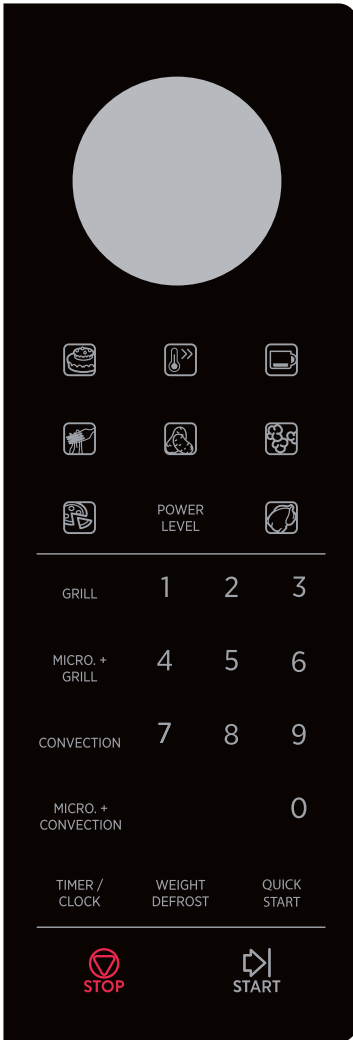 POWER
LEVEL
GRILL
1 2 3
MICRO. +
GRILL
4 5 6
CONVECTION
7 8 9
MICRO. +
CONVECTION
0
TIMER /
CLOCK
WEIGHT
DEFROST
QUICK
START
STOP
START